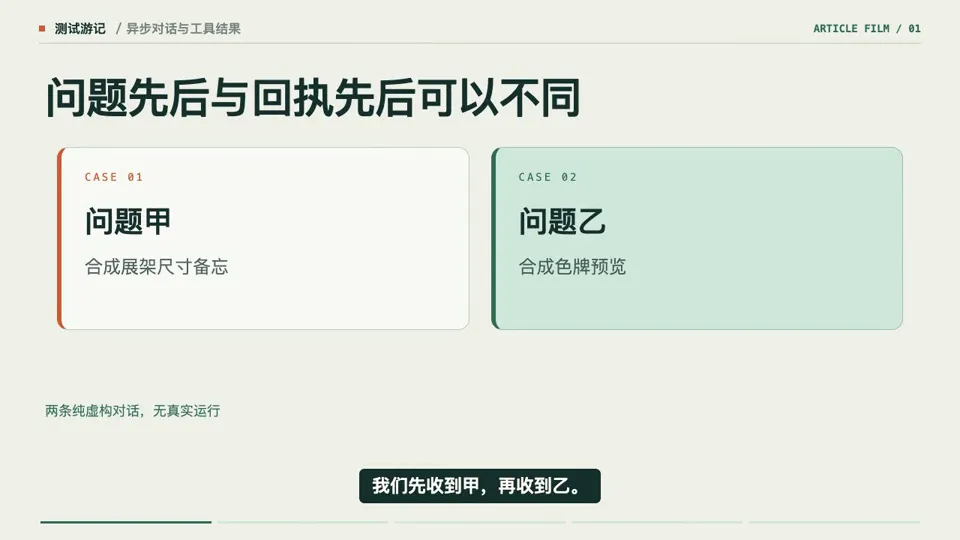 测试游记 / 异步对话与工具结果
ARTICLE FILM / 01
问题先后与回执先后可以不同
CASE 01
问题甲
合成展架尺寸备忘
CASE 02
问题乙
合成色牌预览
两条纯虚构对话，无真实运行
我们先收到甲，再收到乙。